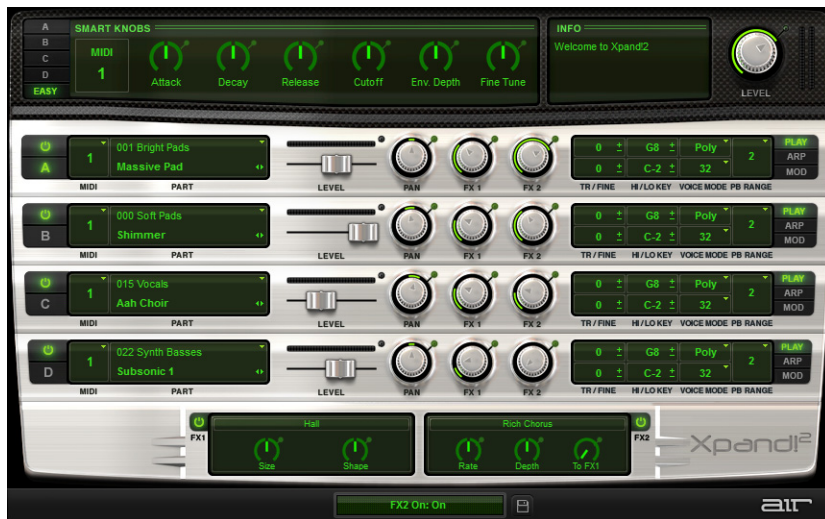 A
B
C
D
EASY
SMART KNOBS
MIDI
1
Attack Decay Release Cutoff Env. Depth Fine Tune
INFO
Welcome to Xpand!2
LEVEL
A
1
001 Bright Pads
Massive Pad
0 ± G8 ± Poly
0 ± C-2 ± 32
2
PLAY
ARP
MOD
MIDI PART LEVEL PAN FX 1 FX 2 TR / FINE HI / LO KEY VOICE MODE PB RANGE
B
1
000 Soft Pads
Shimmer
0 ± G8 ± Poly
0 ± C-2 ± 32
2
PLAY
ARP
MOD
MIDI PART LEVEL PAN FX 1 FX 2 TR / FINE HI / LO KEY VOICE MODE PB RANGE
C
1
015 Vocals
Aah Choir
0 ± G8 ± Poly
0 ± C-2 ± 32
2
PLAY
ARP
MOD
MIDI PART LEVEL PAN FX 1 FX 2 TR / FINE HI / LO KEY VOICE MODE PB RANGE
D
1
022 Synth Basses
Subsonic 1
0 ± G8 ± Poly
0 ± C-2 ± 32
2
PLAY
ARP
MOD
MIDI PART LEVEL PAN FX 1 FX 2 TR / FINE HI / LO KEY VOICE MODE PB RANGE
FX1
Hall
Size Shape
Rich Chorus
Rate Depth To FX1
FX2
Xpand!2
FX2 On: On
air